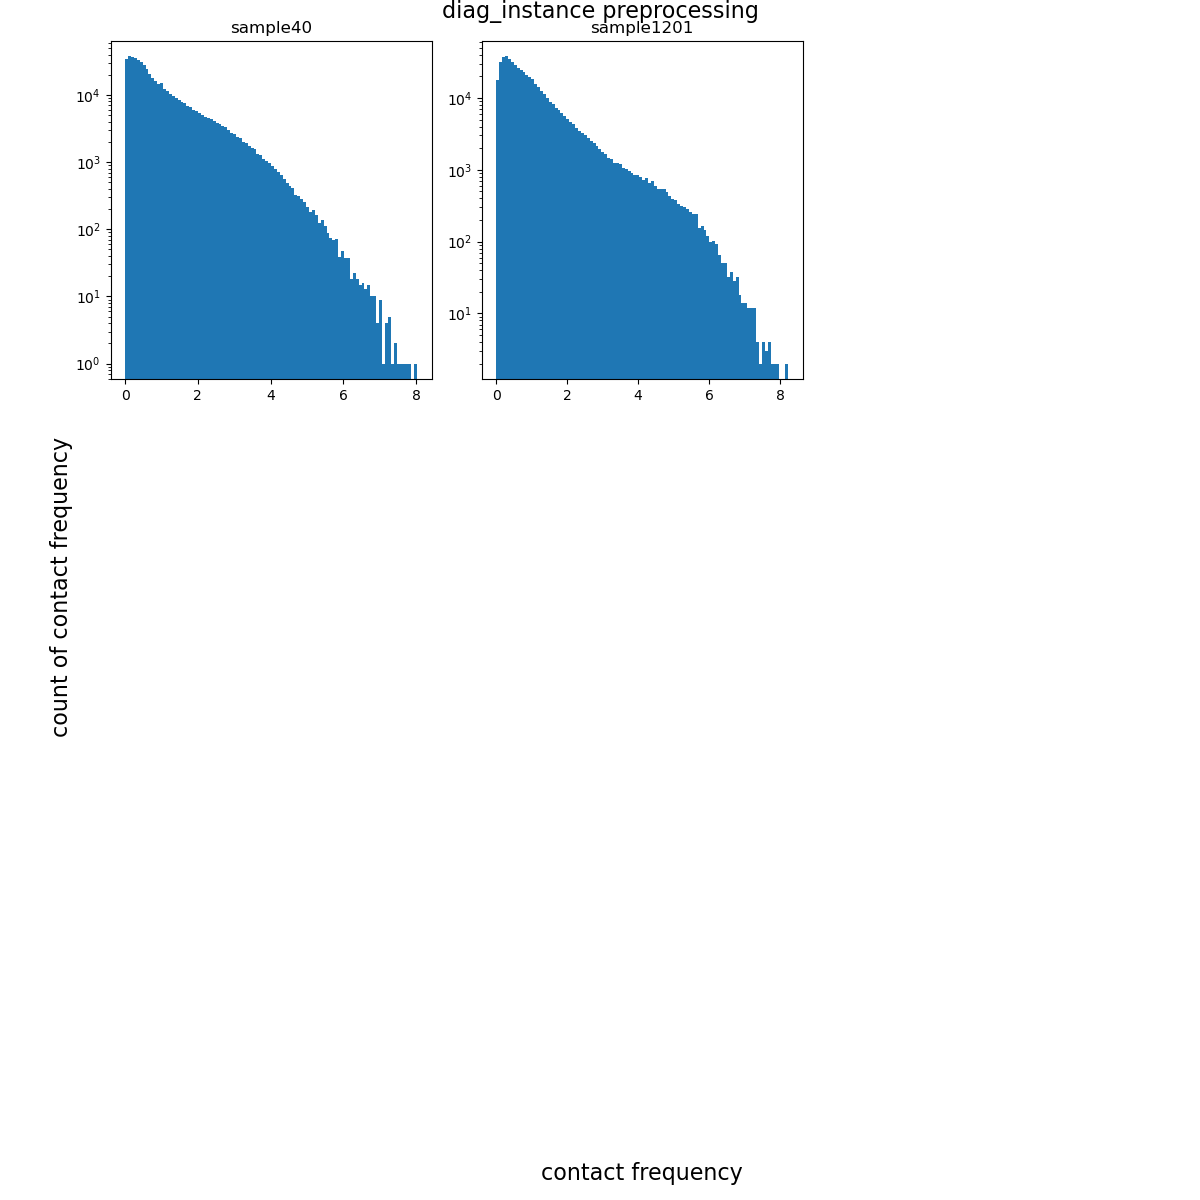 diag_instance preprocessing
sample40
sample1201
10^4
10^3
10^2
10^1
10^0
0 2 4 6 8
10^4
10^3
10^2
10^1
0 2 4 6 8
count of contact frequency
contact frequency